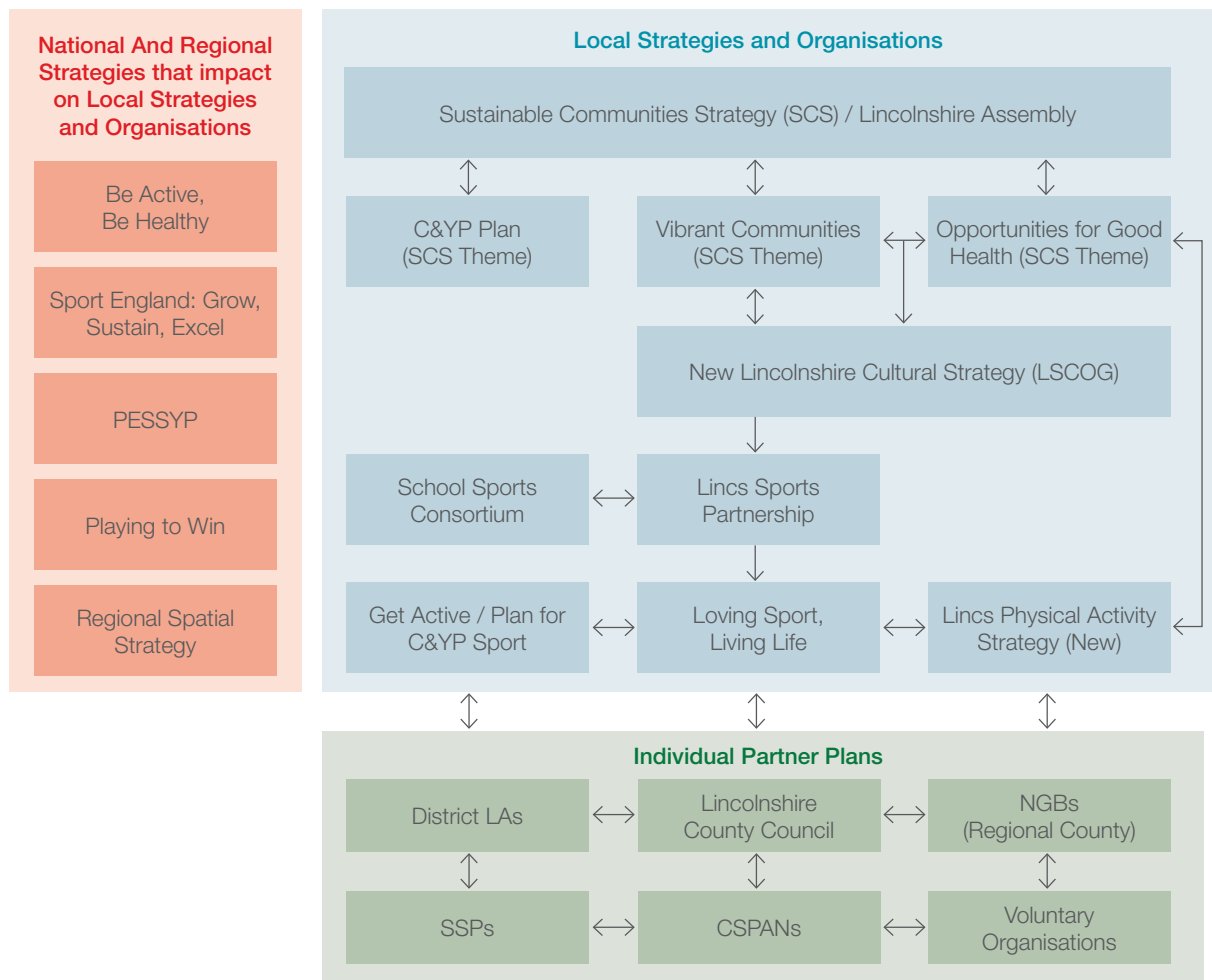 National And Regional
Strategies that impact
on Local Strategies
and Organisations
Be Active,
Be Healthy
Sport England: Grow,
Sustain, Excel
PESSYP
Playing to Win
Regional Spatial
Strategy
Local Strategies and Organisations
Sustainable Communities Strategy (SCS) / Lincolnshire Assembly
C&YP Plan
(SCS Theme)
Vibrant Communities
(SCS Theme)
Opportunities for Good
Health (SCS Theme)
New Lincolnshire Cultural Strategy (LSCOG)
School Sports
Consortium
Lincs Sports
Partnership
Get Active / Plan for
C&YP Sport
Loving Sport,
Living Life
Lincs Physical Activity
Strategy (New)
Individual Partner Plans
District LAs
Lincolnshire
County Council
NGBs
(Regional County)
SSPs
CSPANs
Voluntary
Organisations